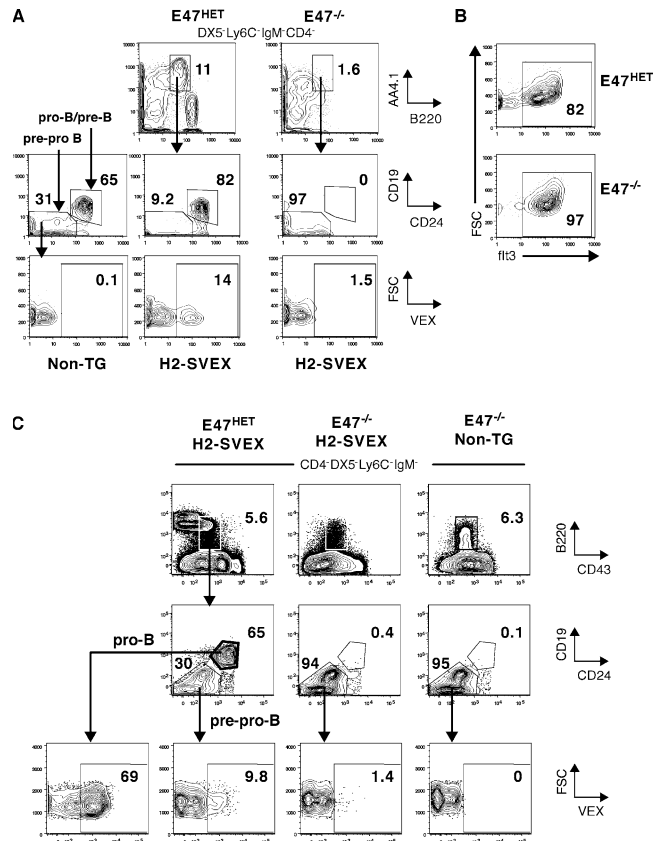 A
E47HET
E47-/-
B
DX5-Ly6C-IgM-CD4-
11
1.6
AA4.1
B220
E47HET
82
pro-B/pre-B
pre-pro B
31
65
9.2
82
97
0
CD19
CD24
E47-/-
97
FSC
flt3
0.1
14
1.5
FSC
VEX
Non-TG
H2-SVEX
H2-SVEX
C
E47HET
H2-SVEX
E47-/-
H2-SVEX
E47-/-
Non-TG
CD4-DX5-Ly6C-IgM-
5.6
6.3
B220
CD43
pro-B
65
30
0.4
94
0.1
95
CD19
CD24
pre-pro-B
69
9.8
1.4
0
FSC
VEX